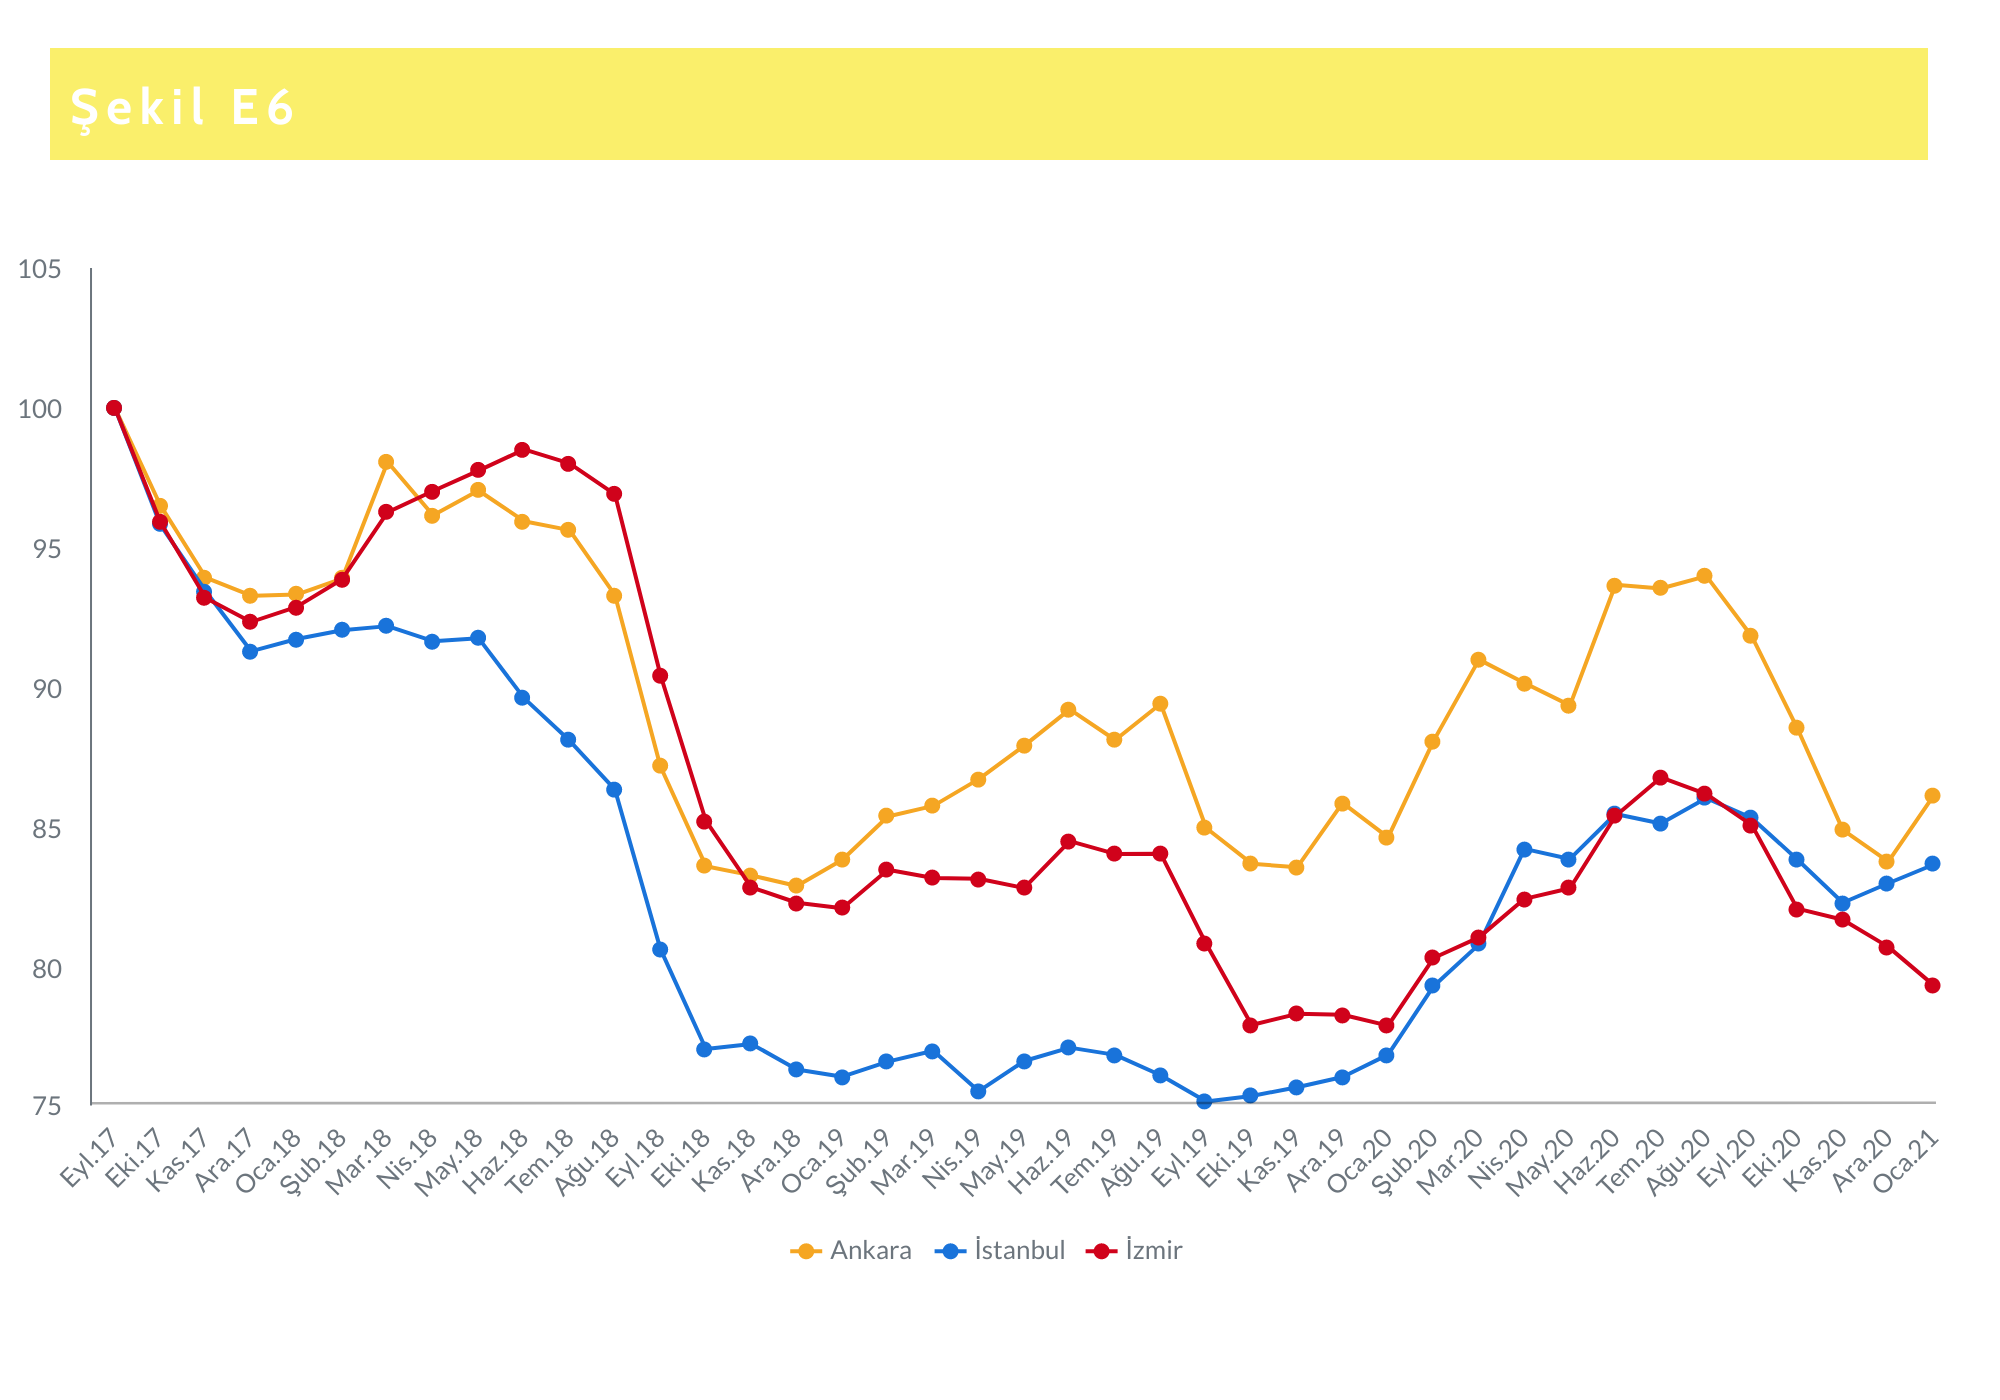 Şekil E6
105
100
95
90
85
80
75
Eyl.17 Eki.17 Kas.17 Ara.17 Oca.18 Şub.18 Mar.18 Nis.18 May.18 Haz.18 Tem.18 Ağu.18 Eyl.18 Eki.18 Kas.18 Ara.18 Oca.19 Şub.19 Mar.19 Nis.19 May.19 Haz.19 Tem.19 Ağu.19 Eyl.19 Eki.19 Kas.19 Ara.19 Oca.20 Şub.20 Mar.20 Nis.20 May.20 Haz.20 Tem.20 Ağu.20 Eyl.20 Eki.20 Kas.20 Ara.20 Oca.21
Ankara İstanbul İzmir